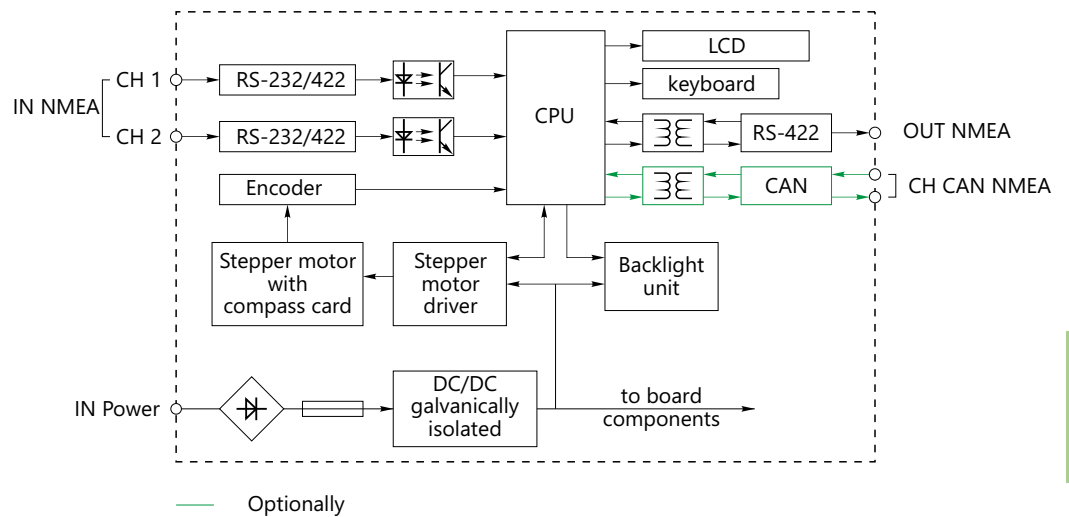 LCD
CH 1
RS-232/422
keyboard
IN NMEA
CPU
CH 2
RS-232/422
RS-422
OUT NMEA
Encoder
CAN
CH CAN NMEA
Stepper motor
with
compass card
Stepper
motor
driver
Backlight
unit
IN Power
DC/DC
galvanically
isolated
to board
components
Optionally